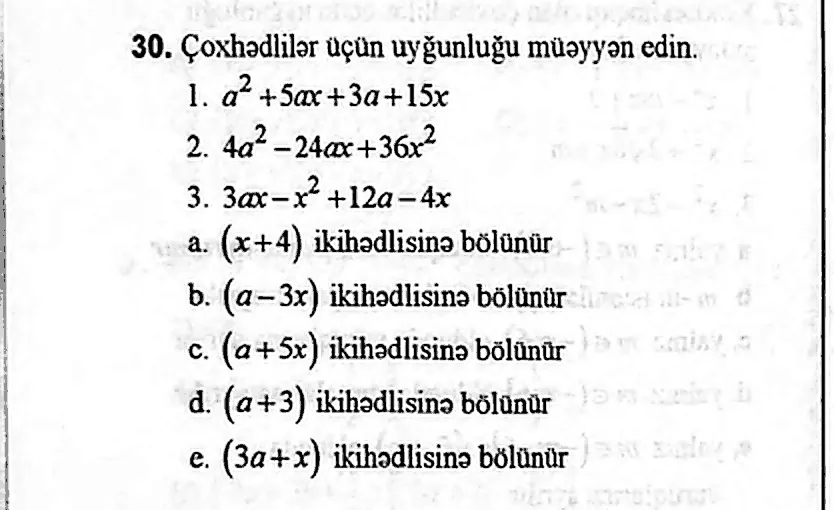 30. Çoxhədlilər üçün uyğunluğu müəyyən edin.
1. a² + 5ax + 3a + 15x
2. 4a² − 24ax + 36x²
3. 3ax − x² + 12a − 4x
a. (x+4) ikihədlisinə bölünür
b. (a−3x) ikihədlisinə bölünür
c. (a+5x) ikihədlisinə bölünür
d. (a+3) ikihədlisinə bölünür
e. (3a+x) ikihədlisinə bölünür